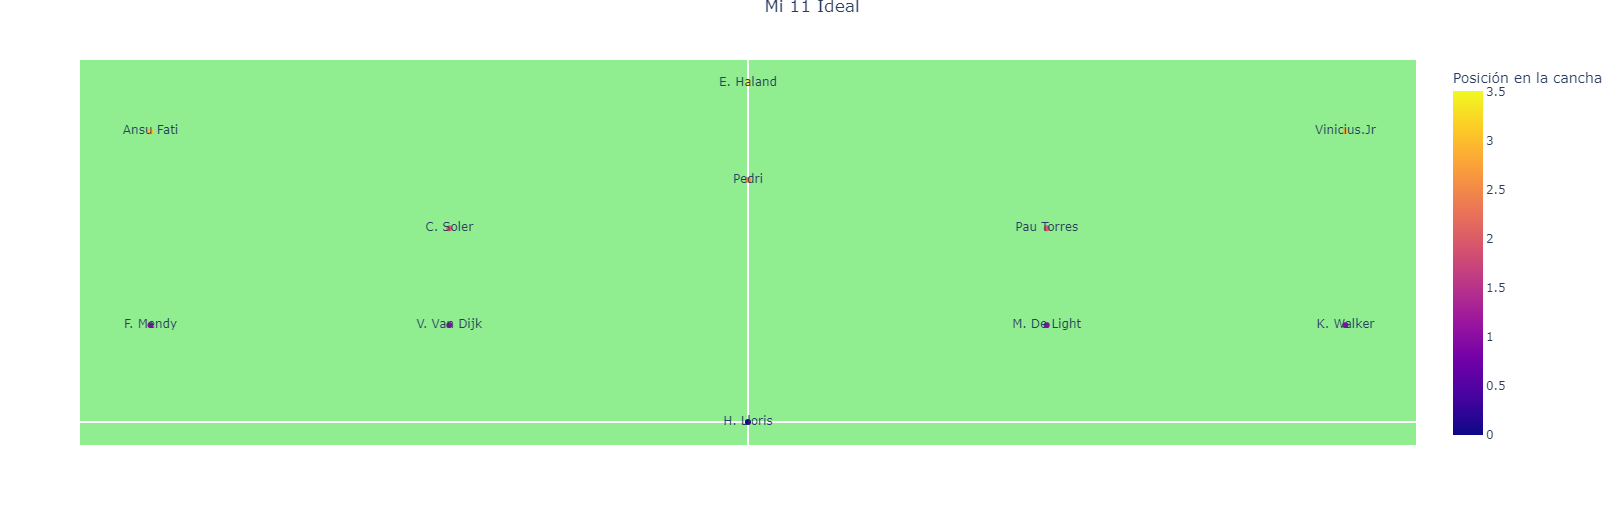 Mi 11 Ideal
E. Haland
Posición en la cancha
3.5
Ansu Fati
Vinicius.Jr
3
Pedri
2.5
C. Soler
Pau Torres
2
1.5
F. Mendy
V. Van Dijk
M. De Light
K. Walker
1
0.5
H. Lloris
0